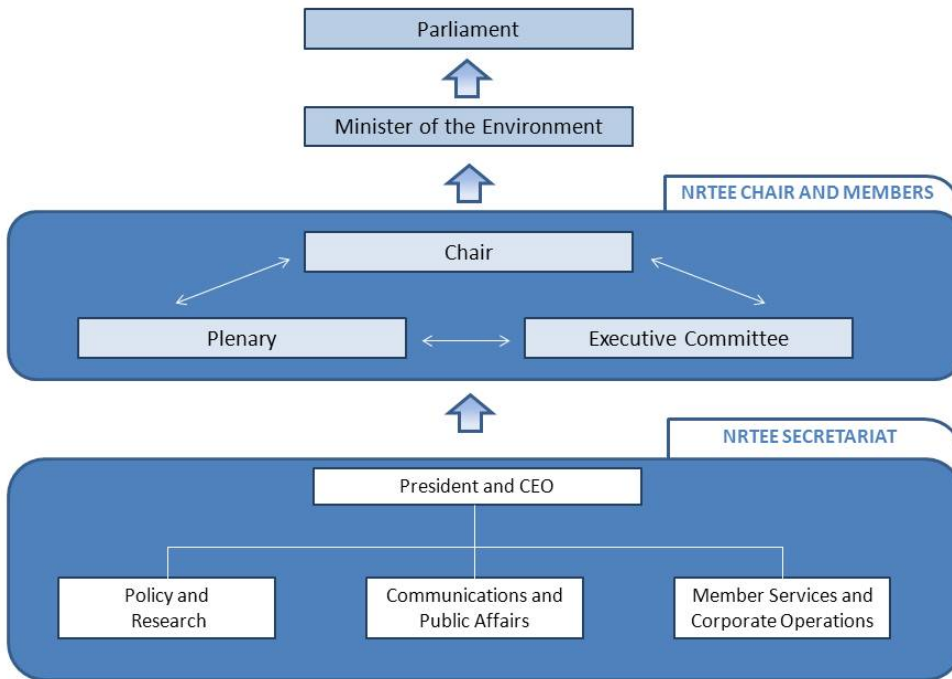 Parliament
Minister of the Environment
NRTEE CHAIR AND MEMBERS
Chair
Plenary
Executive Committee
NRTEE SECRETARIAT
President and CEO
Policy and
Research
Communications and
Public Affairs
Member Services and
Corporate Operations